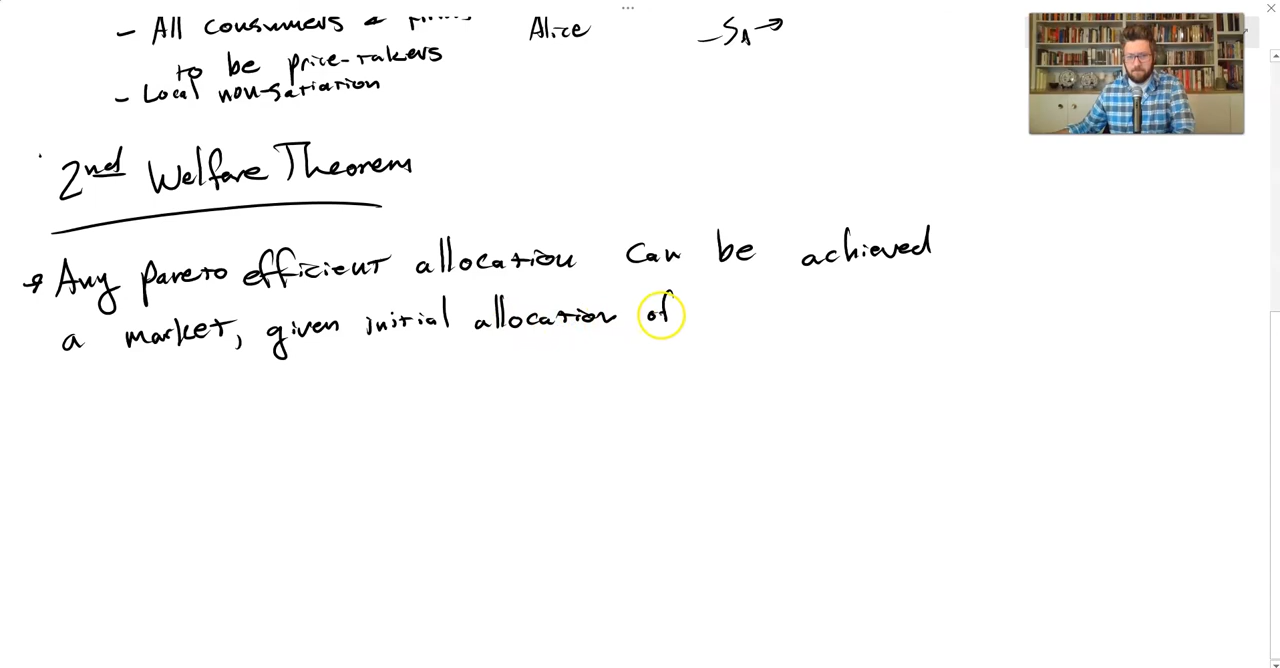 - All consumers &
to be price-takers
- Local non-satiation
Alice
-SA→
2nd Welfare Theorem
→ Any pareto efficient allocation can be achieved
a market, given initial allocation of